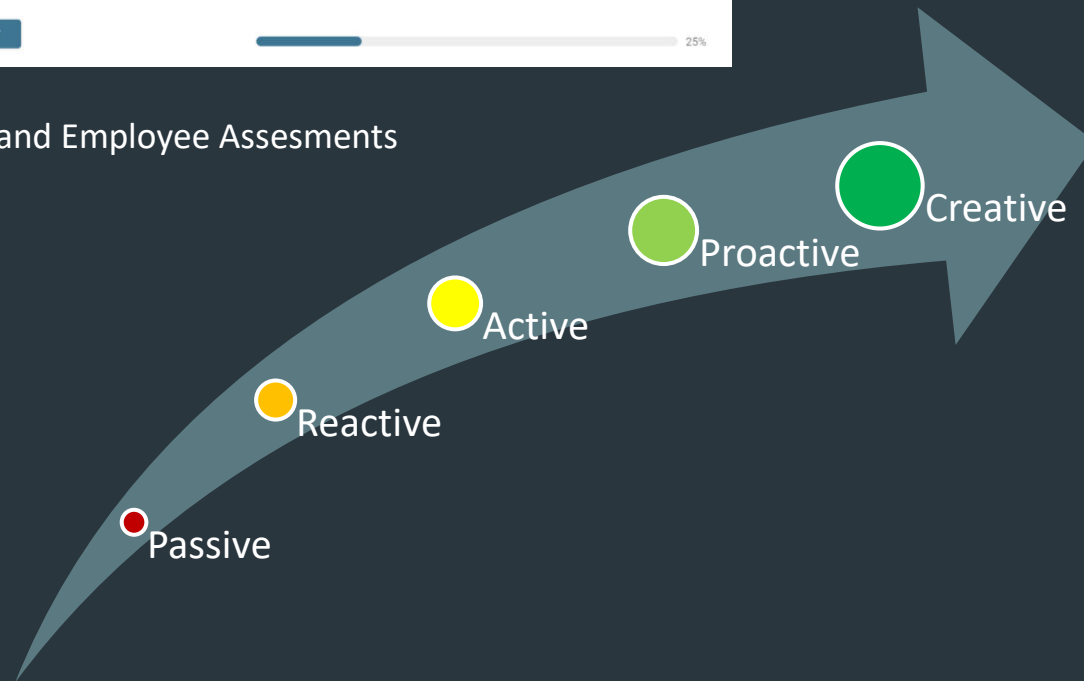 25%
and Employee Assesments
Creative
Proactive
Active
Reactive
Passive